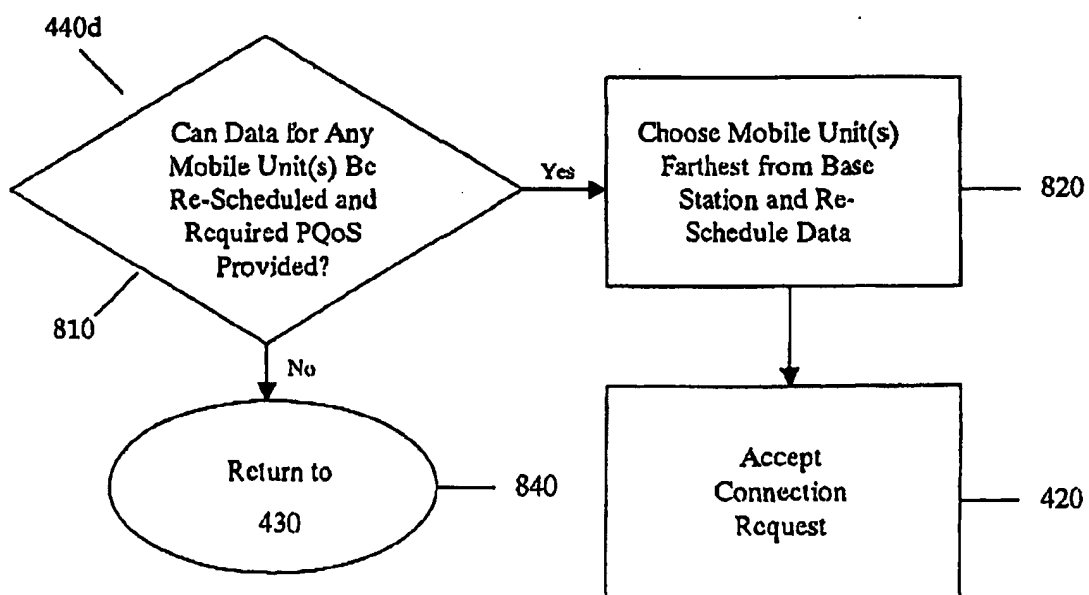 440d
Can Data for Any
Mobile Unit(s) Be
Re-Scheduled and
Required PQoS
Provided?
810
Yes
Choose Mobile Unit(s)
Farthest from Base
Station and Re-
Schedule Data
820
No
Return to
430
840
Accept
Connection
Request
420